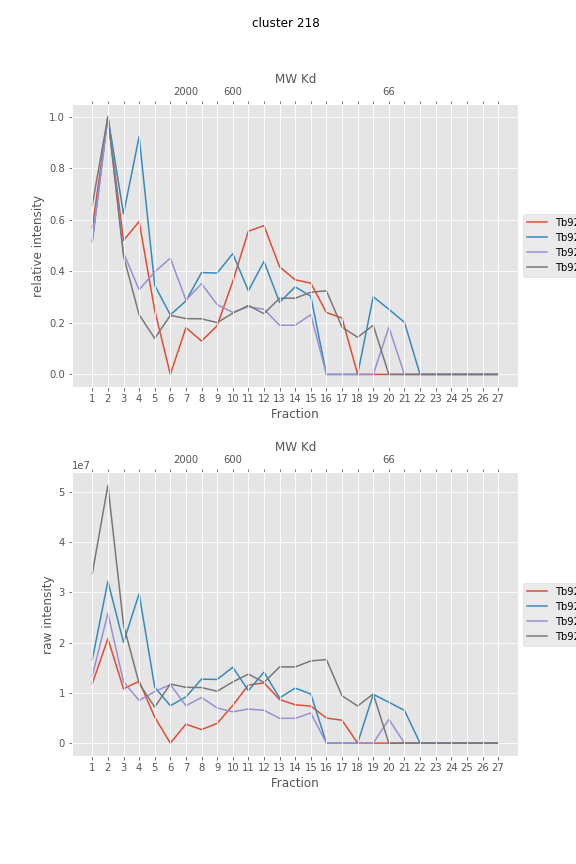 cluster 218
MW Kd
2000 600 66
1.0
0.8
0.6
0.4
0.2
0.0
relative intensity
Tb92
Tb92
Tb92
Tb92
1 2 3 4 5 6 7 8 9 10 11 12 13 14 15 16 17 18 19 20 21 22 23 24 25 26 27
Fraction
MW Kd
1e7 2000 600 66
5
4
3
2
1
0
raw intensity
Tb92
Tb92
Tb92
Tb92
1 2 3 4 5 6 7 8 9 10 11 12 13 14 15 16 17 18 19 20 21 22 23 24 25 26 27
Fraction